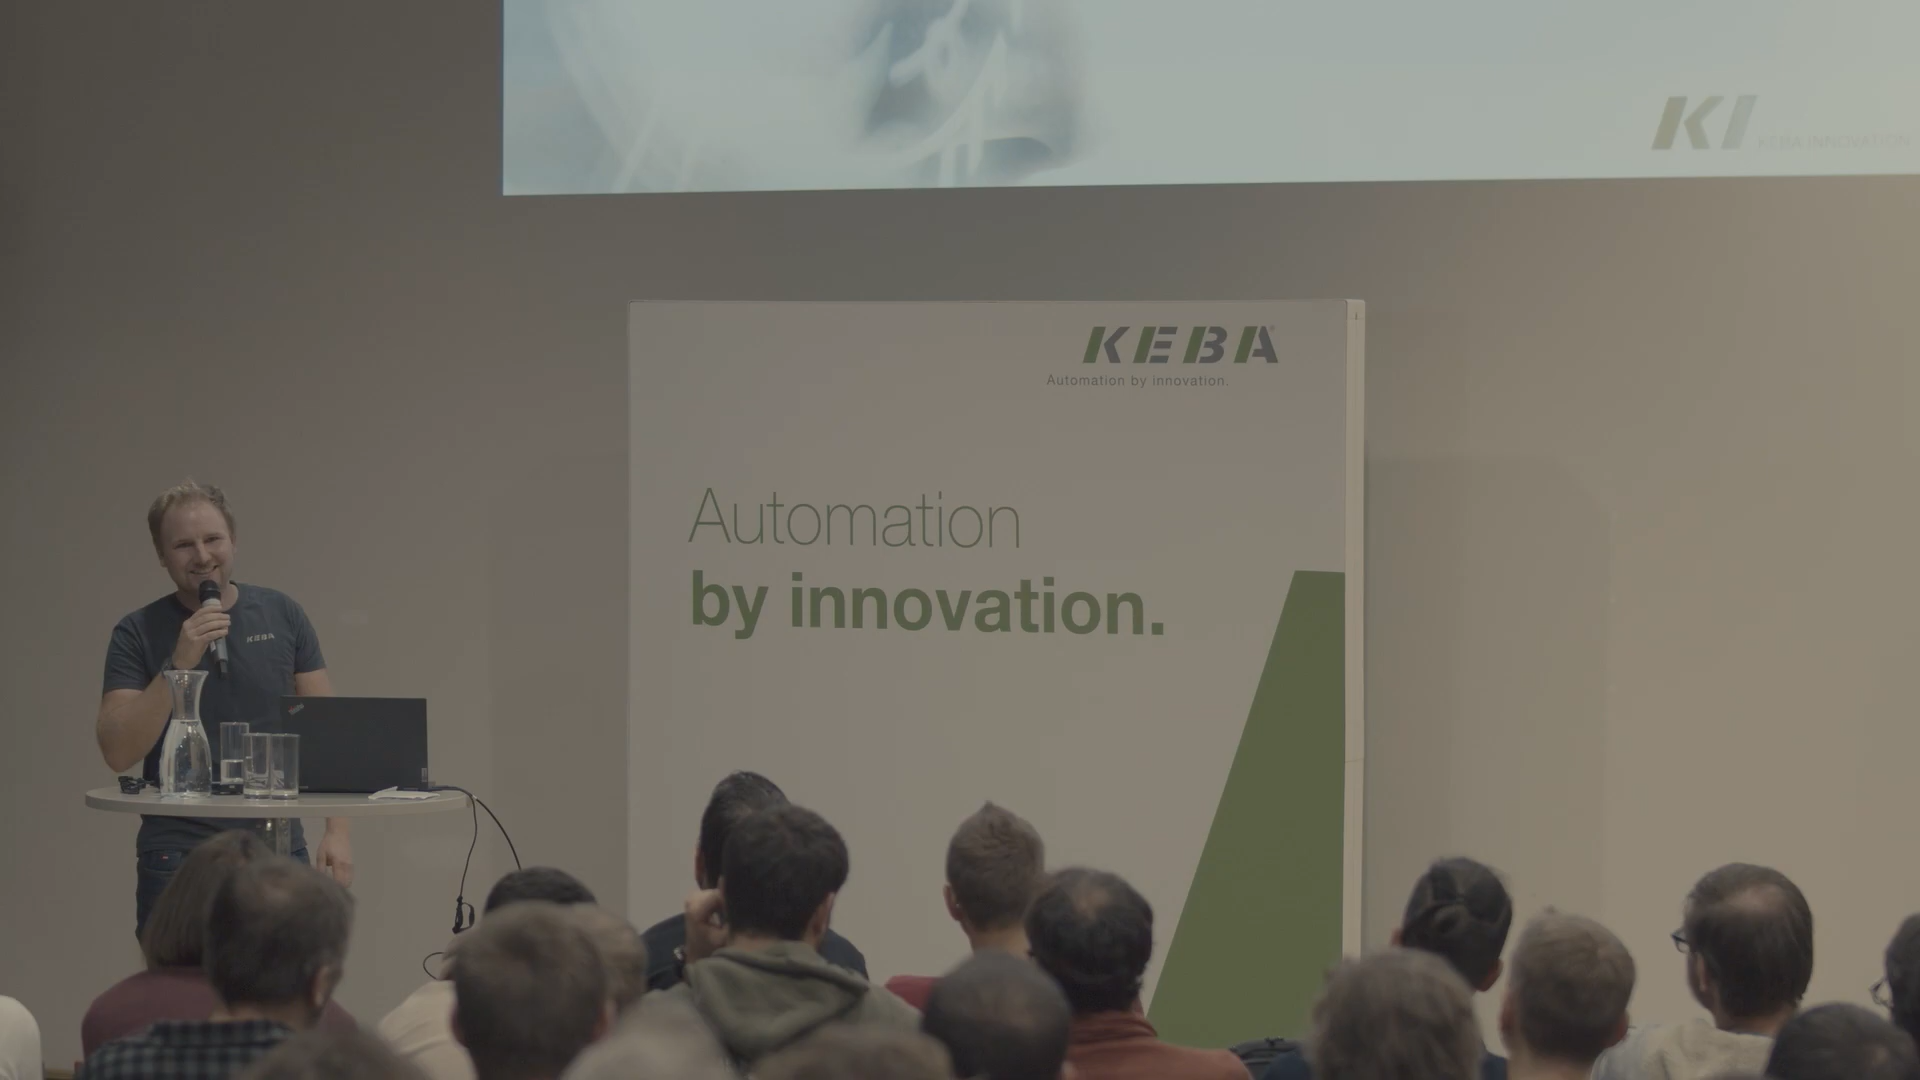 KI KEBA INNOVATION
KEBA
Automation by innovation.
Automation
by innovation.
KEBA